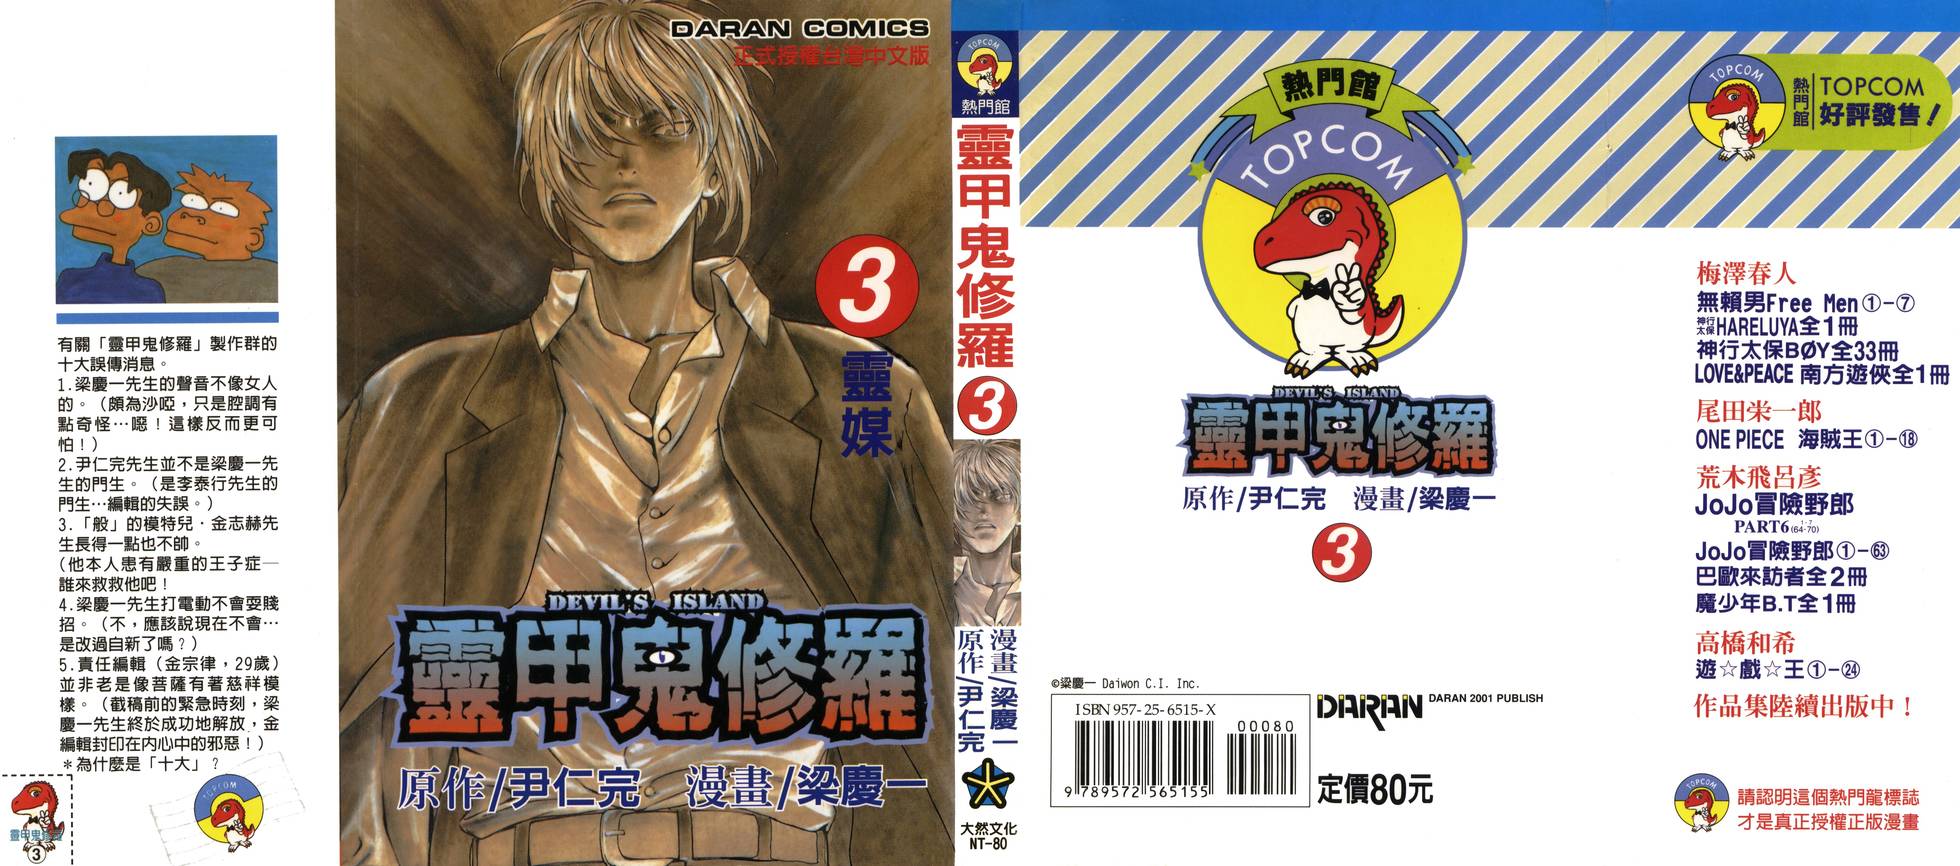 有關「靈甲鬼修羅」製作群的
十大誤傳消息。
1.梁慶一先生的聲音不像女人
的。（頗為沙啞，只是腔調有
點奇怪…噁！這樣反而更可
怕！）
2.尹仁完先生並不是梁慶一先
生的門生。（是李泰行先生的
門生…編輯的失誤。）
3.「般」的模特兒·金志赫先
生長得一點也不帥。
(他本人患有嚴重的王子症─
誰來救救他吧！
4.梁慶一先生打電動不會耍賤
招。（不，應該說現在不會…
是改過自新了嗎？）
5.責任編輯（金宗律，29歲）
並非老是像菩薩有著慈祥模
樣。（截稿前的緊急時刻，梁
慶一先生終於成功地解放，金
編輯封印在內心中的邪惡！）
＊為什麼是「十大」？
靈甲鬼修羅
3
TOPCOM
DARAN COMICS
正式授權台灣中文版
3
靈媒
DEVIL'S ISLAND
靈甲鬼修羅
原作/尹仁完 漫畫/梁慶一
TOPCOM
熱門館
靈甲鬼修羅
3
漫畫/梁慶一
原作/尹仁完
大然文化
NT-80
熱門館
TOPCOM
DEVIL'S ISLAND
靈甲鬼修羅
原作/尹仁完 漫畫/梁慶一
3
©梁慶一 Daiwon C.I. Inc.
ISBN 957-25-6515-X
00080
9 789572 565155
DARAN
DARAN 2001 PUBLISH
定價80元
TOPCOM
熱門館
TOPCOM
好評發售！
梅澤春人
無賴男Free Men①-⑦
神行太保HARELUYA全1冊
神行太保BØY全33冊
LOVE&PEACE 南方遊俠全1冊
尾田栄一郎
ONE PIECE 海賊王①-⑱
荒木飛呂彥
JoJo冒險野郎
PART6 1-7 (64-70)
JoJo冒險野郎①-63
巴歐來訪者全2冊
魔少年B.T全1冊
高橋和希
遊☆戲☆王①-㉔
作品集陸續出版中！
TOPCOM
請認明這個熱門龍標誌
才是真正授權正版漫畫